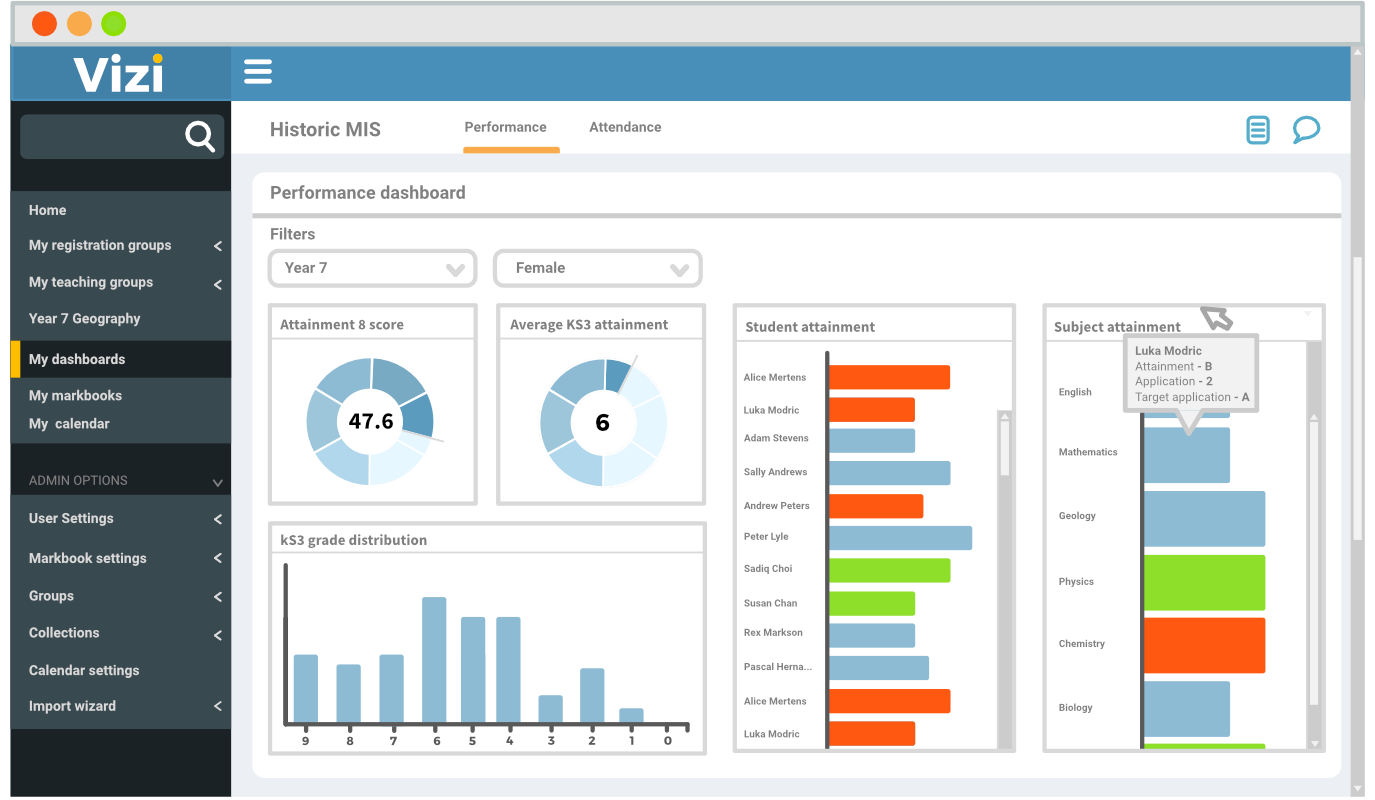 Vizi
Historic MIS
Performance
Attendance
Home
My registration groups
My teaching groups
Year 7 Geography
My dashboards
My markbooks
My calendar
ADMIN OPTIONS
User Settings
Markbook settings
Groups
Collections
Calendar settings
Import wizard
Performance dashboard
Filters
Year 7
Female
Attainment 8 score
47.6
Average KS3 attainment
6
kS3 grade distribution
9 8 7 6 5 4 3 2 1 0
Student attainment
Alice Mertens
Luka Modric
Adam Stevens
Sally Andrews
Andrew Peters
Peter Lyle
Sadiq Choi
Susan Chan
Rex Markson
Pascal Herna...
Alice Mertens
Luka Modric
Subject attainment
Luka Modric
Attainment - B
Application - 2
Target application - A
English
Mathematics
Geology
Physics
Chemistry
Biology